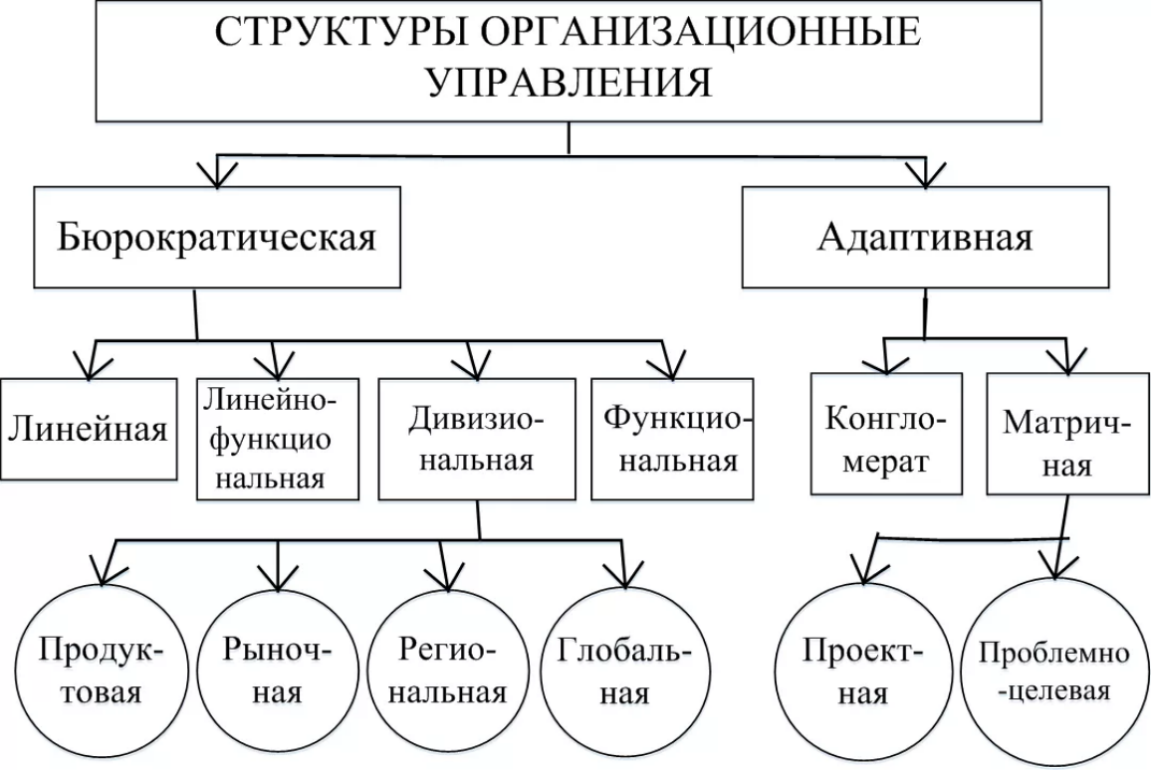 СТРУКТУРЫ ОРГАНИЗАЦИОННЫЕ
УПРАВЛЕНИЯ
Бюрократическая
Адаптивная
Линейная
Линейно-
функцио
нальная
Дивизио-
нальная
Функцио-
нальная
Конгло-
мерат
Матрич-
ная
Продук-
товая
Рыноч-
ная
Регио-
нальная
Глобаль-
ная
Проект-
ная
Проблемно
-целевая